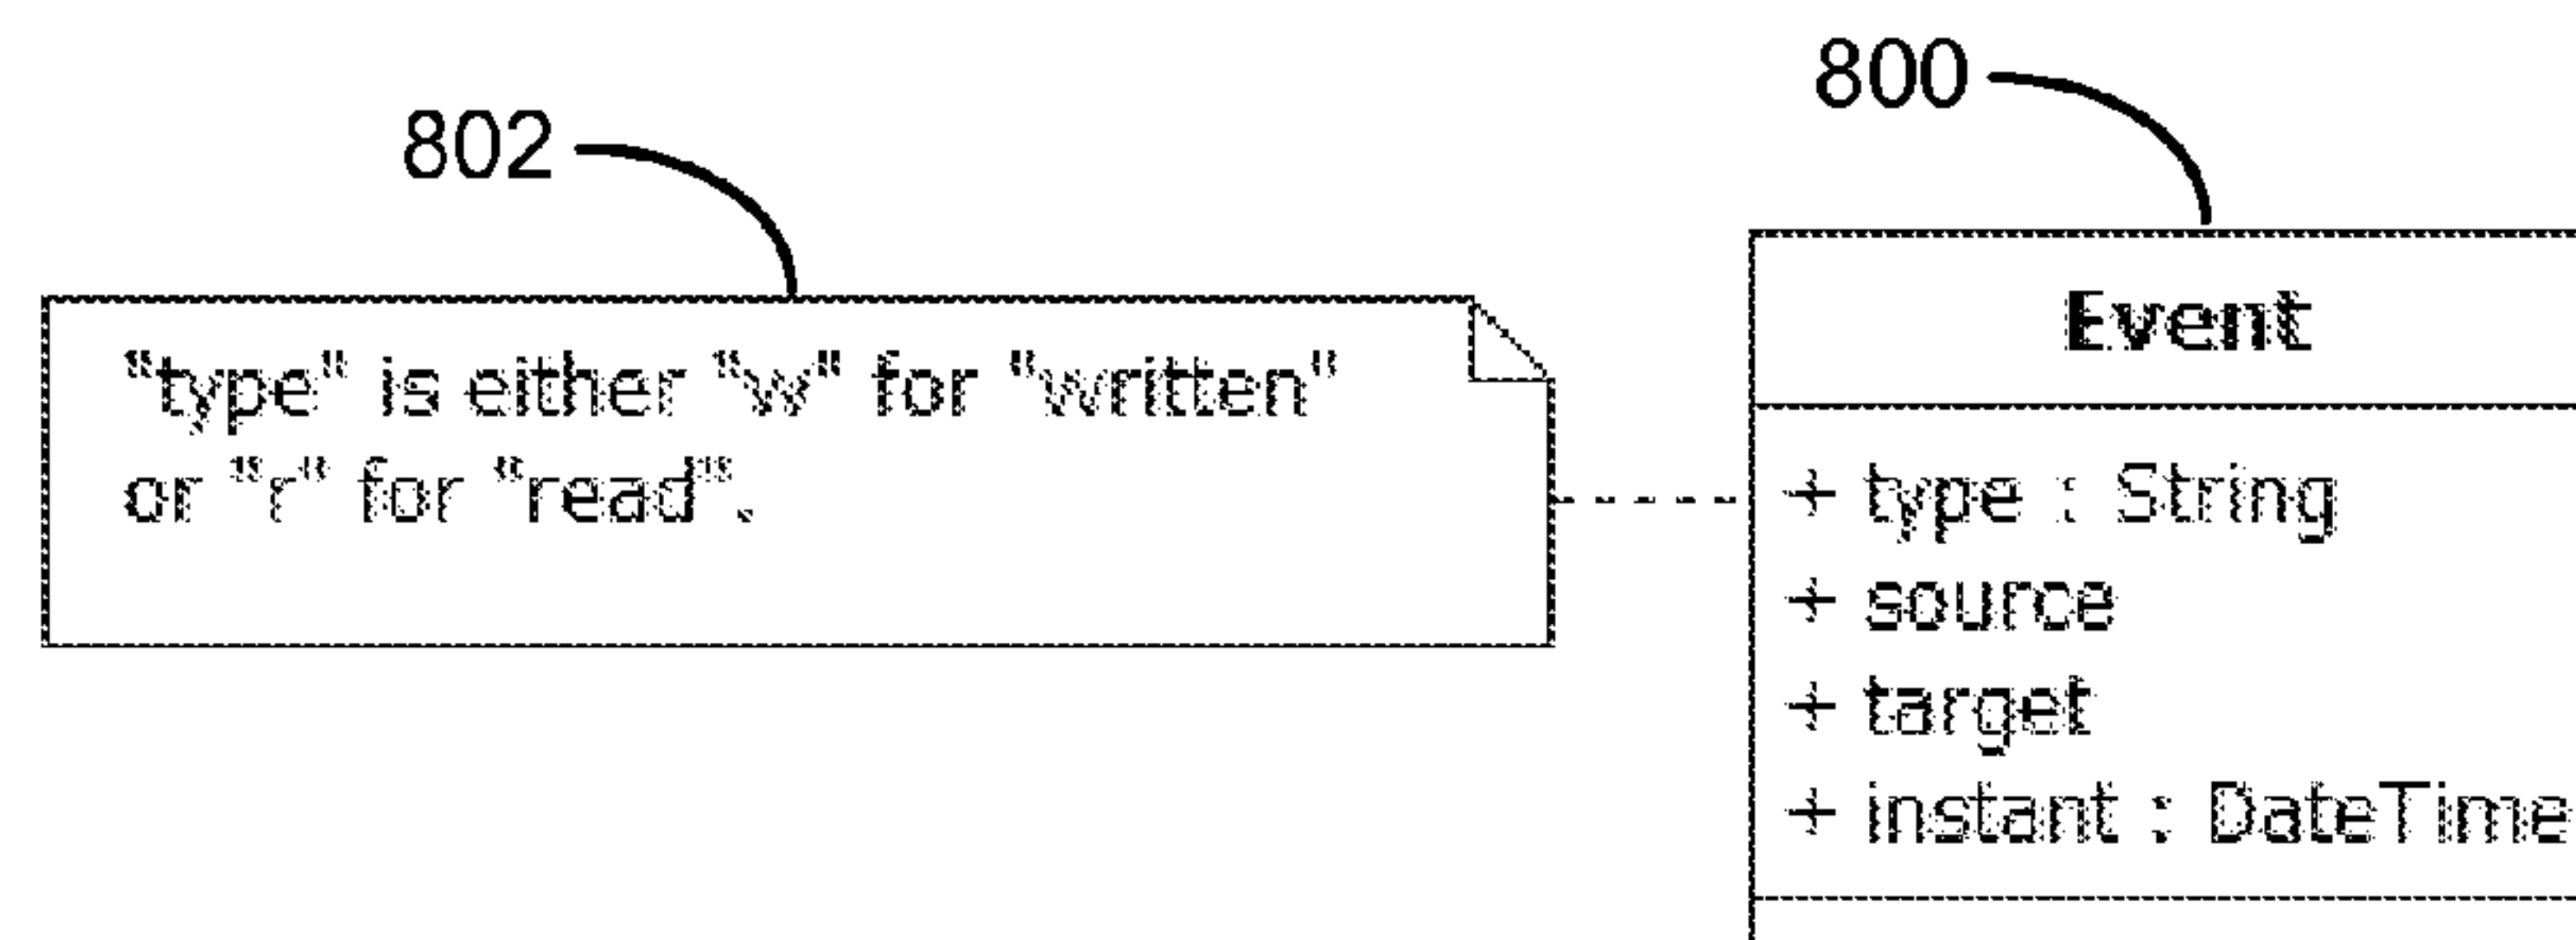 802
"type" is either "w" for "written"
or "r" for "read".
800
Event
+ type : String
+ source
+ target
+ instant : DateTime